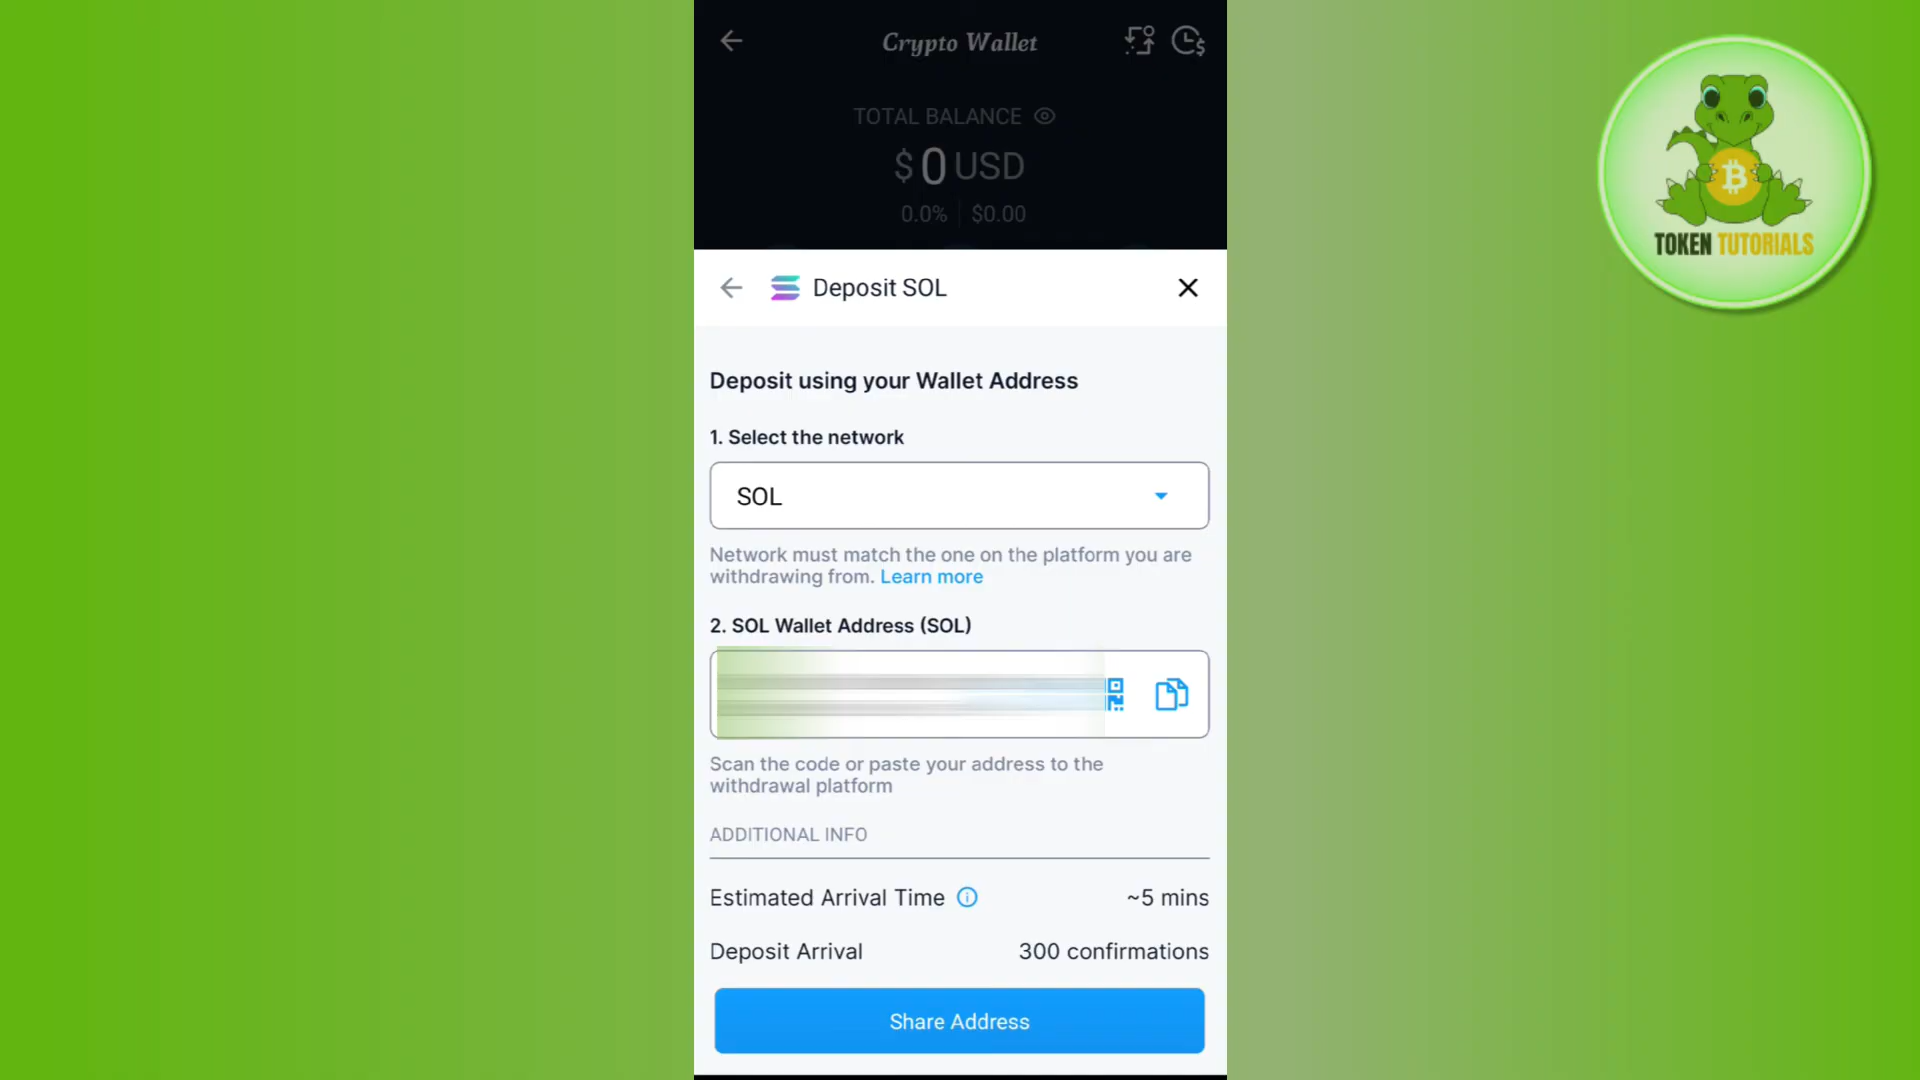 Crypto Wallet
TOTAL BALANCE
$ 0 USD
0.0% $0.00
TOKEN TUTORIALS
Deposit SOL
Deposit using your Wallet Address
1. Select the network
SOL
Network must match the one on the platform you are
withdrawing from. Learn more
2. SOL Wallet Address (SOL)
Scan the code or paste your address to the
withdrawal platform
ADDITIONAL INFO
Estimated Arrival Time ~5 mins
Deposit Arrival 300 confirmations
Share Address